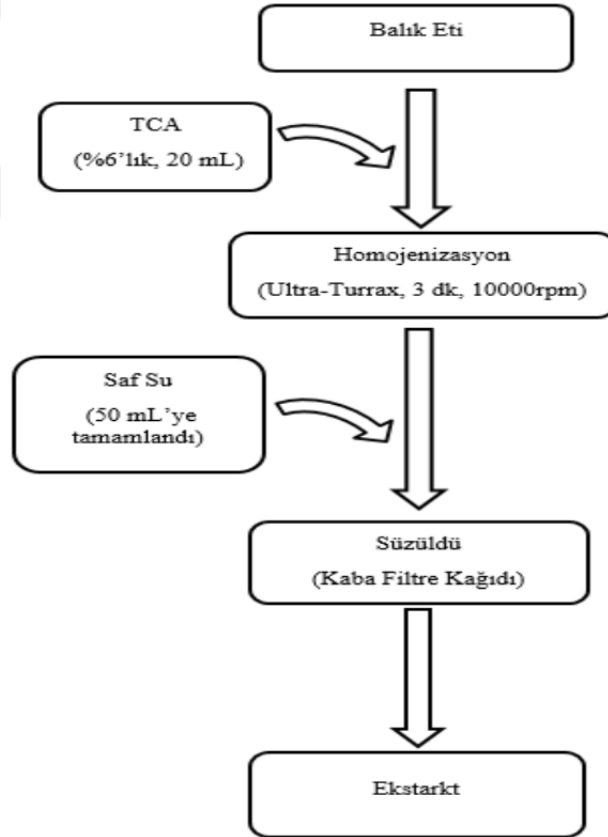 Balık Eti
TCA
(%6’lık, 20 mL)
Homojenizasyon
(Ultra-Turrax, 3 dk, 10000rpm)
Saf Su
(50 mL’ye
tamamlandı)
Süzüldü
(Kaba Filtre Kağıdı)
Ekstarkt